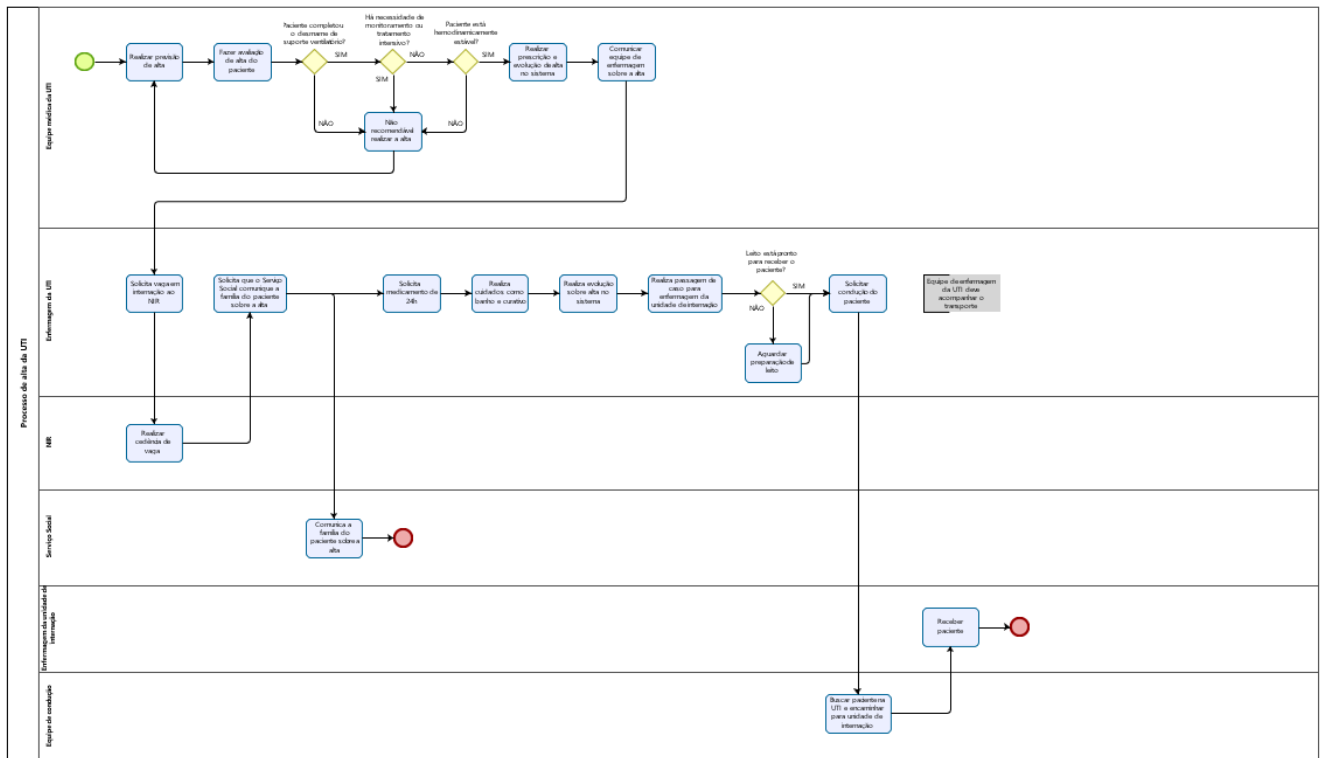 Processo de alta da UTI
Equipe médica da UTI
Realizar previsão
de alta
Fazer avaliação
de alta do
paciente
Paciente completou
o desmame de
suporte ventilatório?
SIM
NÃO
Há necessidade de
monitoramento ou
tratamento
intensivo?
NÃO
SIM
Paciente está
hemodinamicamente
estável?
SIM
NÃO
Realizar
prescrição e
evolução de alta
no sistema
Comunicar
equipe de
enfermagem
sobre a alta
Não
recomendável
realizar a alta
Enfermagem da UTI
Solicita vaga em
internação ao
NIR
Solicita que o Serviço
Social comunique a
família do paciente
sobre a alta
Solicita
medicamento de
24h
Realiza
cuidados como
banho e curativo
Realiza evolução
sobre alta no
sistema
Realiza passagem de
caso para
enfermagem da
unidade de internação
Leito está pronto
para receber o
paciente?
SIM
NÃO
Aguardar
preparação de
leito
Solicitar
condução do
paciente
Equipe de enfermagem
da UTI deve
acompanhar o
transporte
NIR
Realizar
cedência de
vaga
Serviço Social
Comunica a
família do
paciente sobre a
alta
Enfermagem da unidade de
internação
Receber
paciente
Equipe de condução
Buscar paciente na
UTI e encaminhar
para unidade de
internação